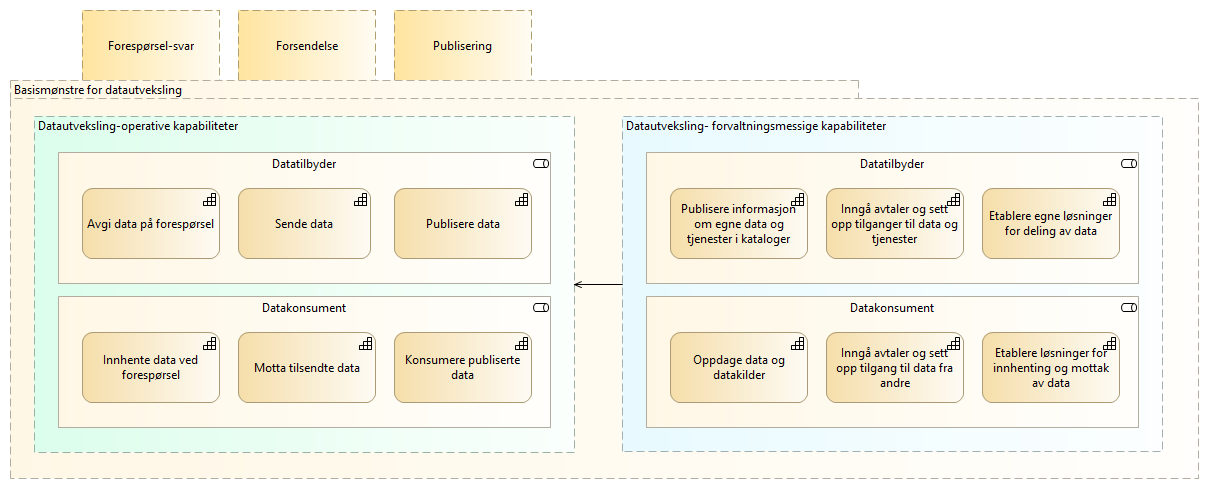 Forespørsel-svar
Forsendelse
Publisering
Basismønstre for datautveksling
Datautveksling-operative kapabiliteter
Datatilbyder
Avgi data på forespørsel
Sende data
Publisere data
Datakonsument
Innhente data ved
forespørsel
Motta tilsendte data
Konsumere publiserte
data
Datautveksling- forvaltningsmessige kapabiliteter
Datatilbyder
Publisere informasjon
om egne data og
tjenester i kataloger
Inngå avtaler og sett
opp tilganger til data og
tjenester
Etablere egne løsninger
for deling av data
Datakonsument
Oppdage data og
datakilder
Inngå avtaler og sett
opp tilgang til data fra
andre
Etablere løsninger for
innhenting og mottak
av data